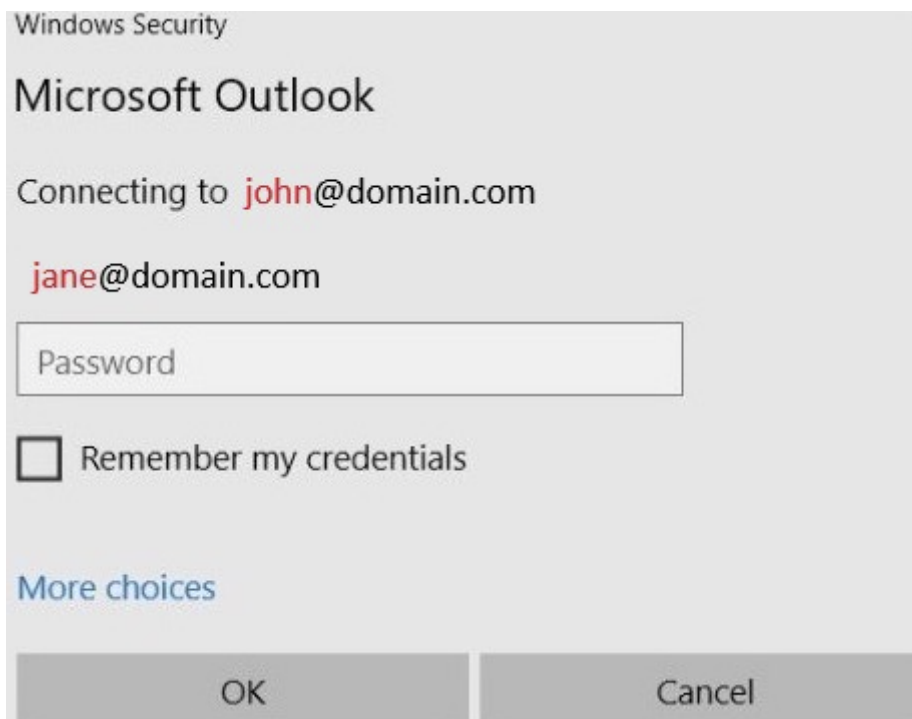 Windows Security
Microsoft Outlook
Connecting to john@domain.com
jane@domain.com
Password
Remember my credentials
More choices
OK
Cancel